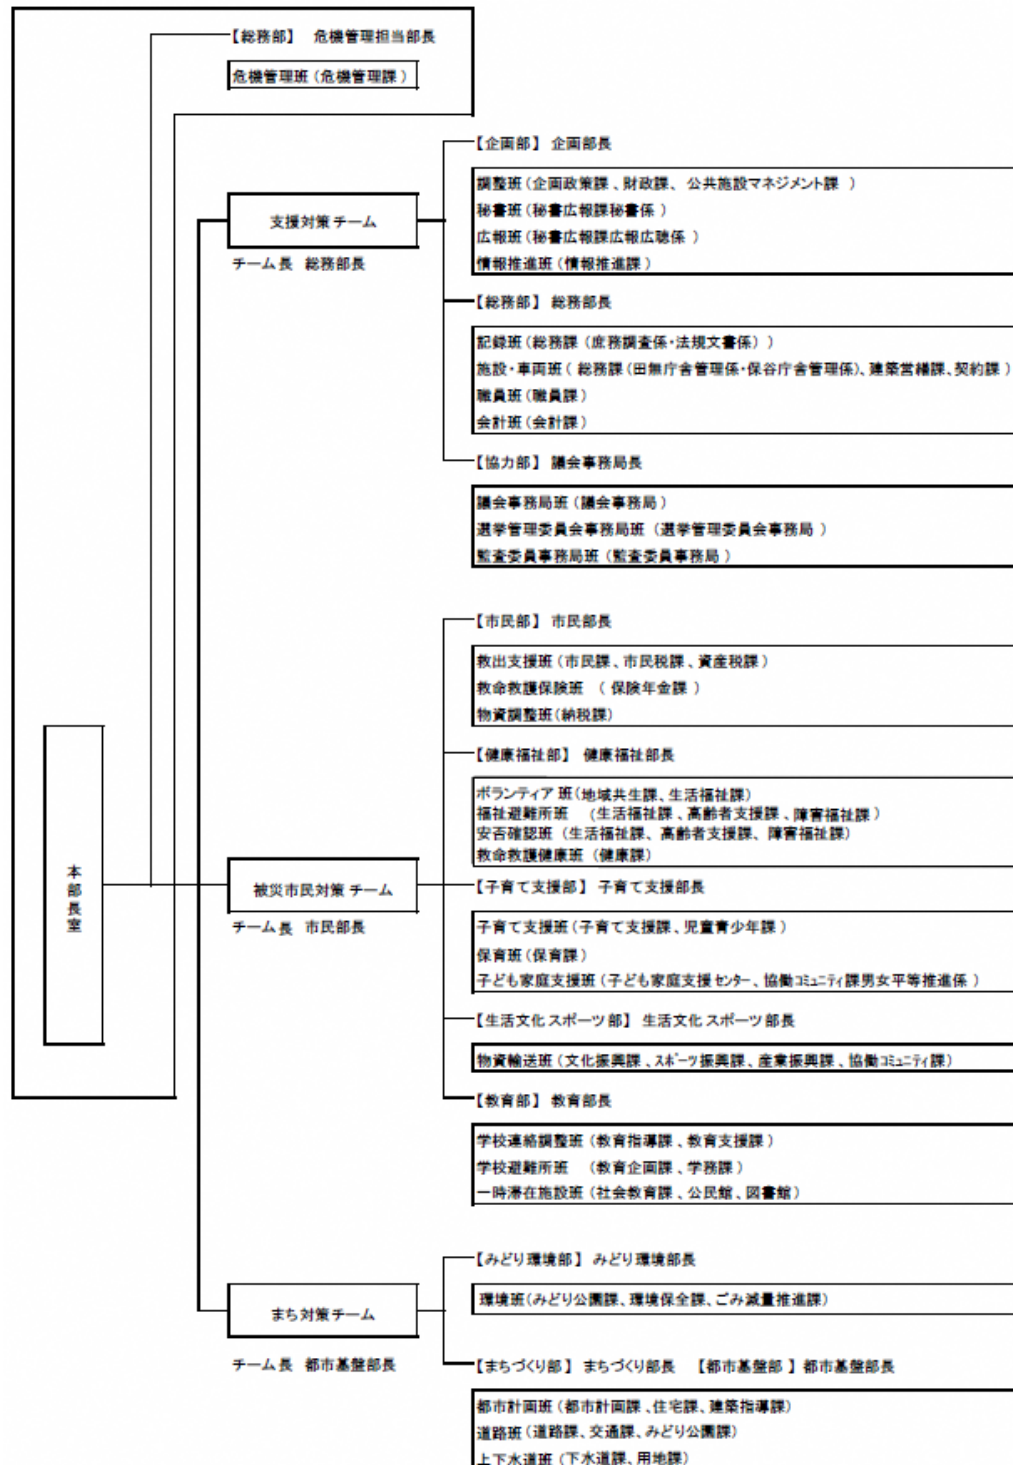 【総務部】 危機管理担当部長
危機管理班（危機管理課）
【企画部】 企画部長
調整班（企画政策課、財政課、公共施設マネジメント課）
秘書班（秘書広報課秘書係）
広報班（秘書広報課広報広聴係）
情報推進班（情報推進課）
支援対策チーム
チーム長 総務部長
【総務部】 総務部長
記録班（総務課（庶務調査係・法規文書係））
施設・車両班（総務課（田無庁舎管理係・保谷庁舎管理係）、建築営繕課、契約課）
職員班（職員課）
会計班（会計課）
【協力部】 議会事務局長
議会事務局班（議会事務局）
選挙管理委員会事務局班（選挙管理委員会事務局）
監査委員事務局班（監査委員事務局）
【市民部】 市民部長
救出支援班（市民課、市民税課、資産税課）
救命救護保険班（保険年金課）
物資調整班（納税課）
【健康福祉部】 健康福祉部長
ボランティア班（地域共生課、生活福祉課）
福祉避難所班（生活福祉課、高齢者支援課、障害福祉課）
安否確認班（生活福祉課、高齢者支援課、障害福祉課）
救命救護健康班（健康課）
本部長室
被災市民対策チーム
チーム長 市民部長
【子育て支援部】 子育て支援部長
子育て支援班（子育て支援課、児童青少年課）
保育班（保育課）
子ども家庭支援班（子ども家庭支援センター、協働コミュニティ課男女平等推進係）
【生活文化スポーツ部】 生活文化スポーツ部長
物資輸送班（文化振興課、スポーツ振興課、産業振興課、協働コミュニティ課）
【教育部】 教育部長
学校連絡調整班（教育指導課、教育支援課）
学校避難所班（教育企画課、学務課）
一時滞在施設班（社会教育課、公民館、図書館）
【みどり環境部】 みどり環境部長
環境班（みどり公園課、環境保全課、ごみ減量推進課）
まち対策チーム
チーム長 都市基盤部長
【まちづくり部】 まちづくり部長 【都市基盤部】都市基盤部長
都市計画班（都市計画課、住宅課、建築指導課）
道路班（道路課、交通課、みどり公園課）
上下水道班（下水道課、用地課）